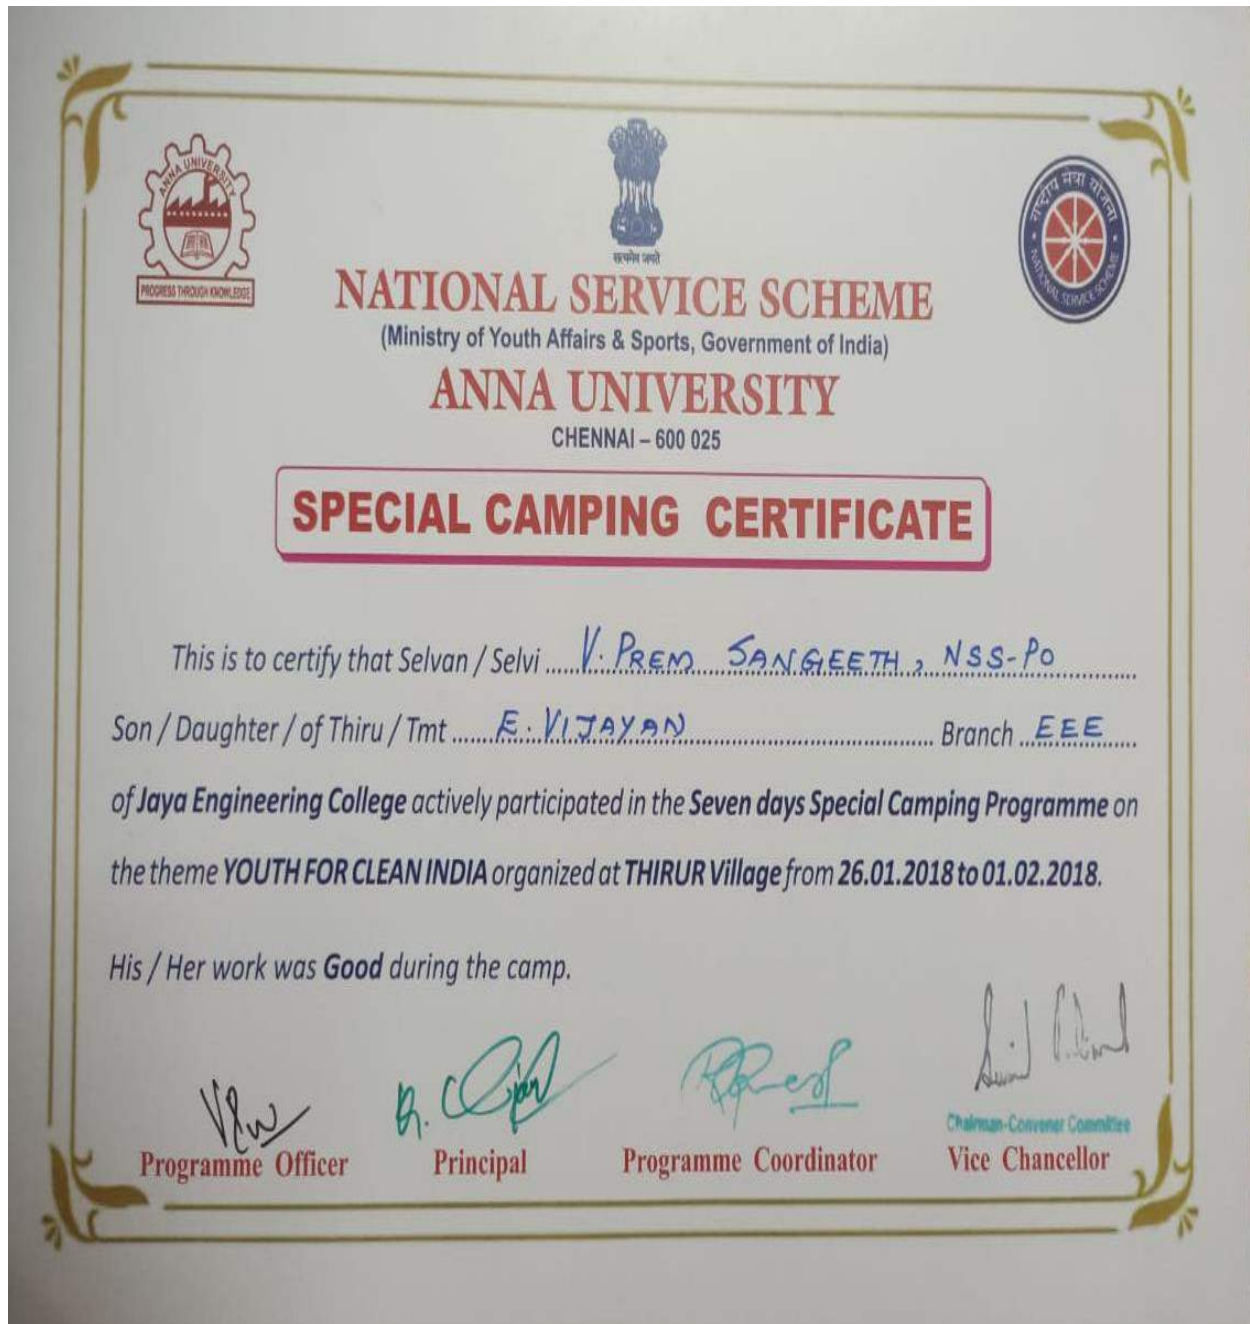 ANNA UNIVERSITY
PROGRESS THROUGH KNOWLEDGE
सत्यमेव जयते
राष्ट्रीय सेवा योजना
NATIONAL SERVICE SCHEME
NATIONAL SERVICE SCHEME
(Ministry of Youth Affairs & Sports, Government of India)
ANNA UNIVERSITY
CHENNAI – 600 025
SPECIAL CAMPING CERTIFICATE
This is to certify that Selvan / Selvi ..... V. PREM SANGEETH, NSS-PO
Son / Daughter / of Thiru / Tmt ....... E. VIJAYAN ............ Branch ... EEE
of Jaya Engineering College actively participated in the Seven days Special Camping Programme on
the theme YOUTH FOR CLEAN INDIA organized at THIRUR Village from 26.01.2018 to 01.02.2018.
His / Her work was Good during the camp.
Chairman-Convener Committee
Programme Officer Principal Programme Coordinator Vice Chancellor